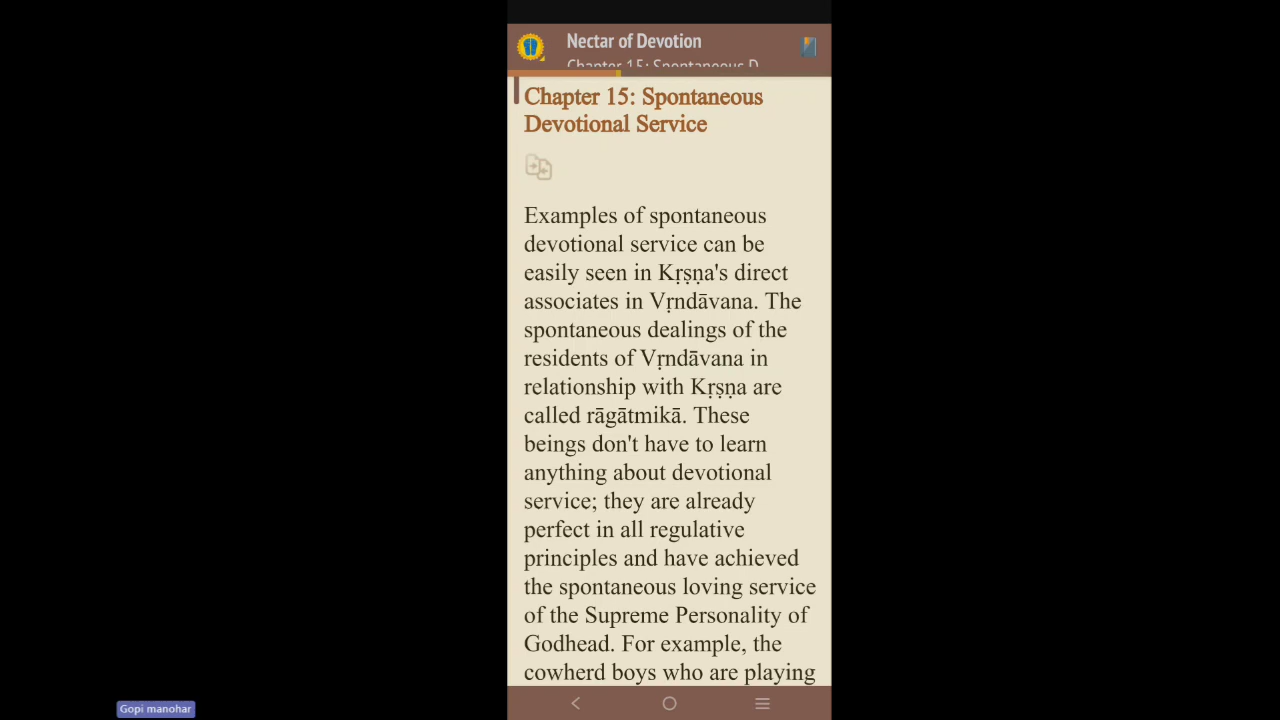 Nectar of Devotion
Chapter 15: Spontaneous D
Chapter 15: Spontaneous
Devotional Service
Examples of spontaneous
devotional service can be
easily seen in Kṛṣṇa's direct
associates in Vṛndāvana. The
spontaneous dealings of the
residents of Vṛndāvana in
relationship with Kṛṣṇa are
called rāgātmikā. These
beings don't have to learn
anything about devotional
service; they are already
perfect in all regulative
principles and have achieved
the spontaneous loving service
of the Supreme Personality of
Godhead. For example, the
cowherd boys who are playing
Gopi manohar